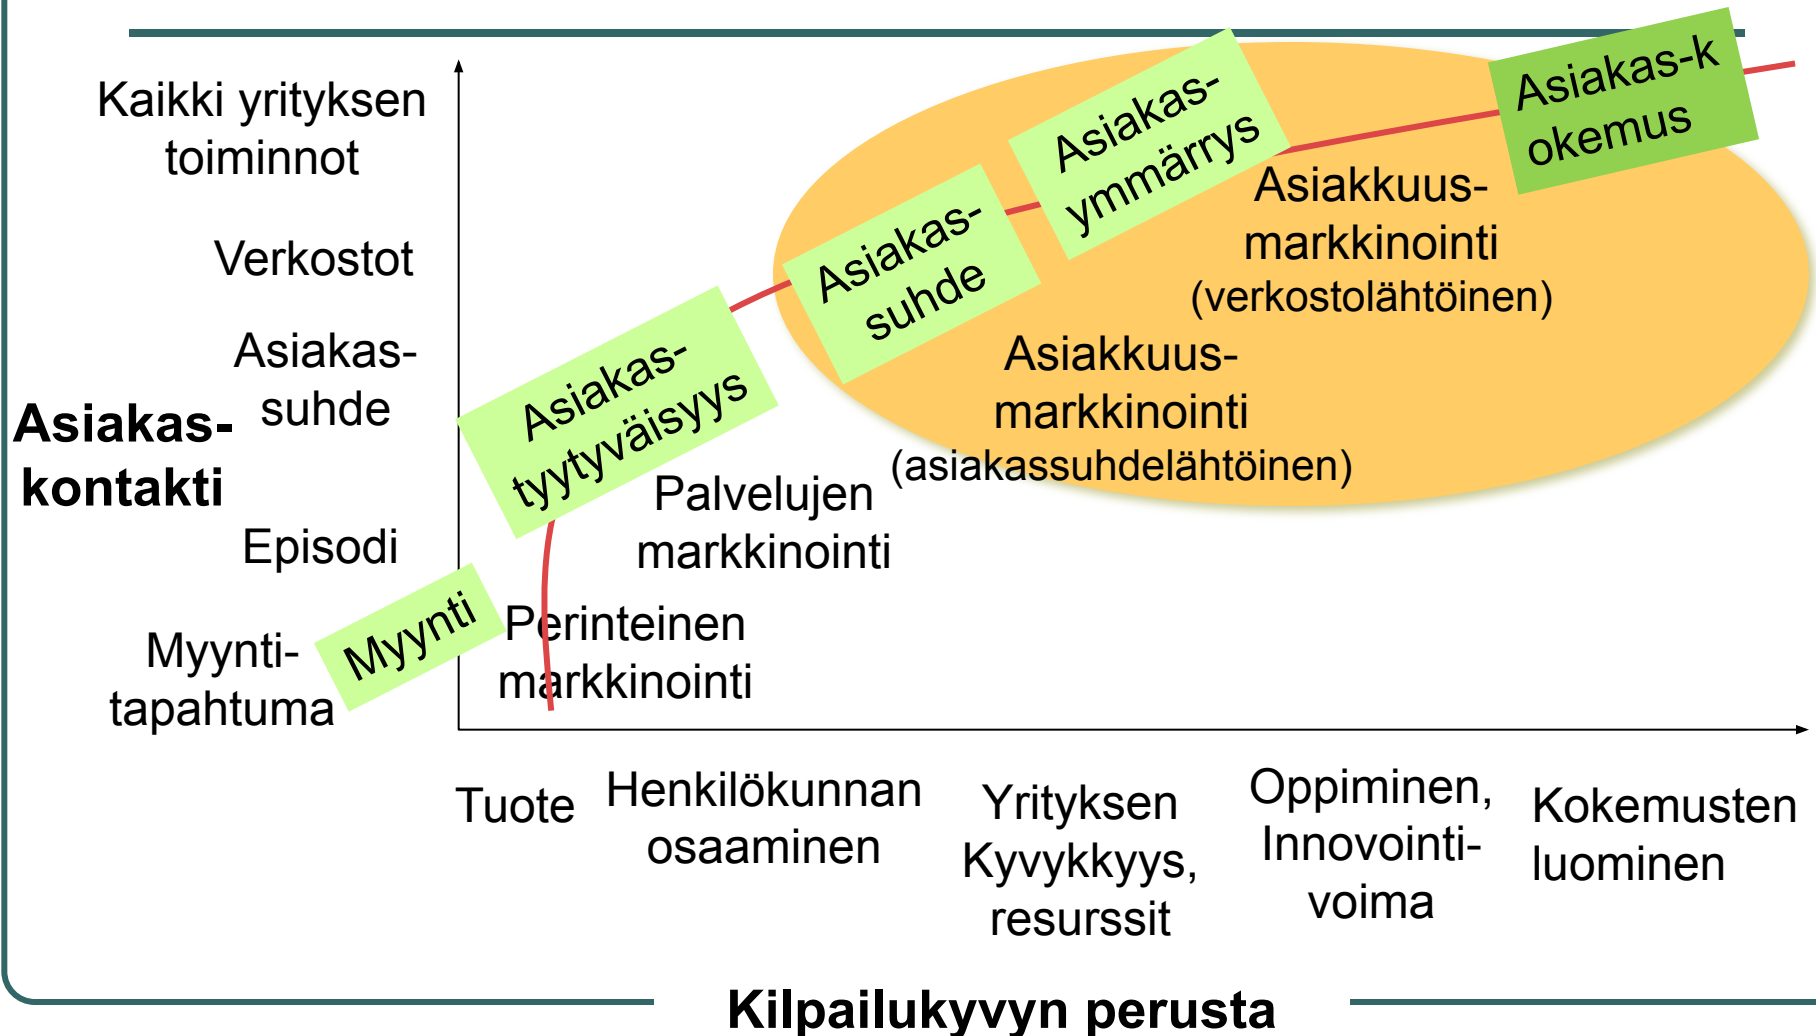 Kaikki yrityksen
toiminnot
Verkostot
Asiakas-
suhde
Asiakas-
kontakti
Episodi
Myynti-
tapahtuma
Myynti
Asiakas-
tyytyväisyys
Asiakas-
suhde
Asiakas-
ymmärrys
Asiakas-k
okemus
Asiakkuus-
markkinointi
(verkostolähtöinen)
Asiakkuus-
markkinointi
(asiakassuhdelähtöinen)
Palvelujen
markkinointi
Perinteinen
markkinointi
Tuote
Henkilökunnan
osaaminen
Yrityksen
Kyvykkyys,
resurssit
Oppiminen,
Innovointi-
voima
Kokemusten
luominen
Kilpailukyvyn perusta